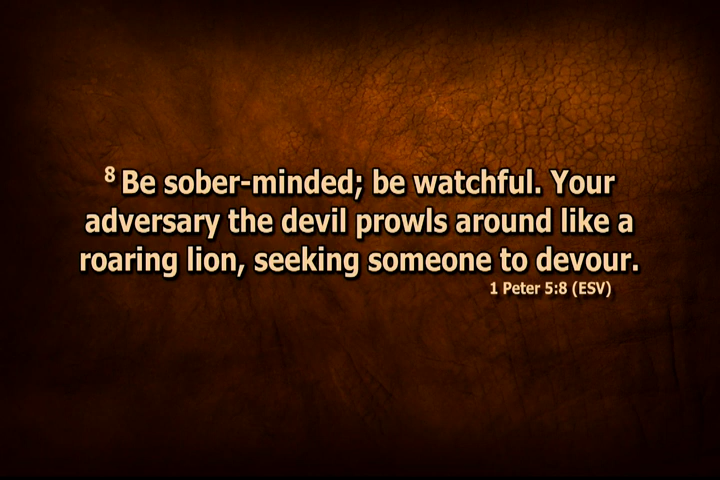 8 Be sober-minded; be watchful. Your
adversary the devil prowls around like a
roaring lion, seeking someone to devour.
1 Peter 5:8 (ESV)